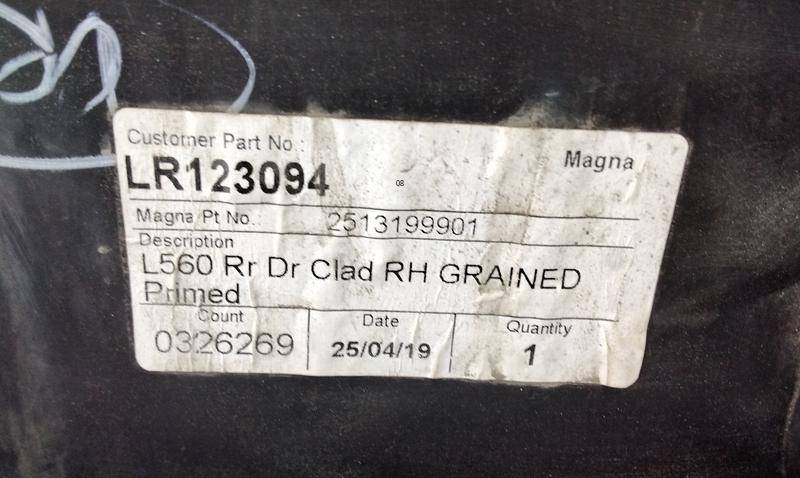 Customer Part No.:
Magna
LR123094
08
Magna Pt No.: 2513199901
Description
L560 Rr Dr Clad RH GRAINED
Primed
Count Date Quantity
0326269 25/04/19 1